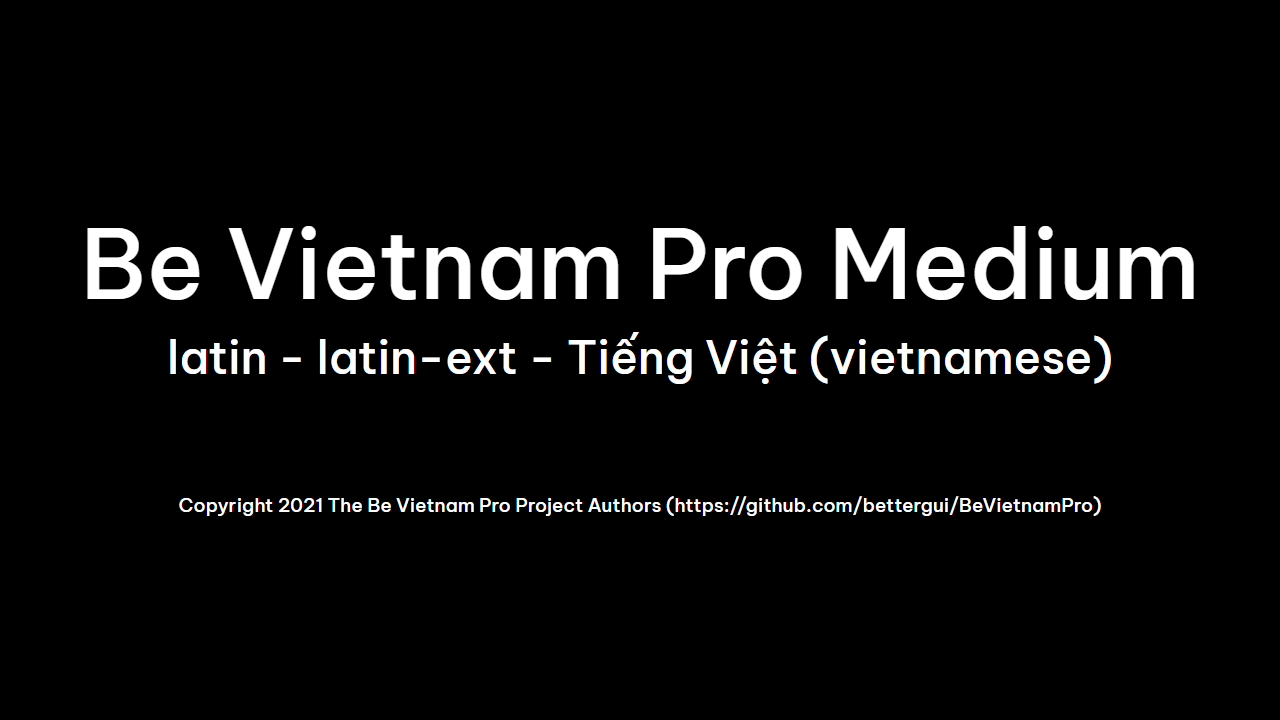 Be Vietnam Pro Medium
latin - latin-ext - Tiếng Việt (vietnamese)
Copyright 2021 The Be Vietnam Pro Project Authors (https://github.com/bettergui/BeVietnamPro)